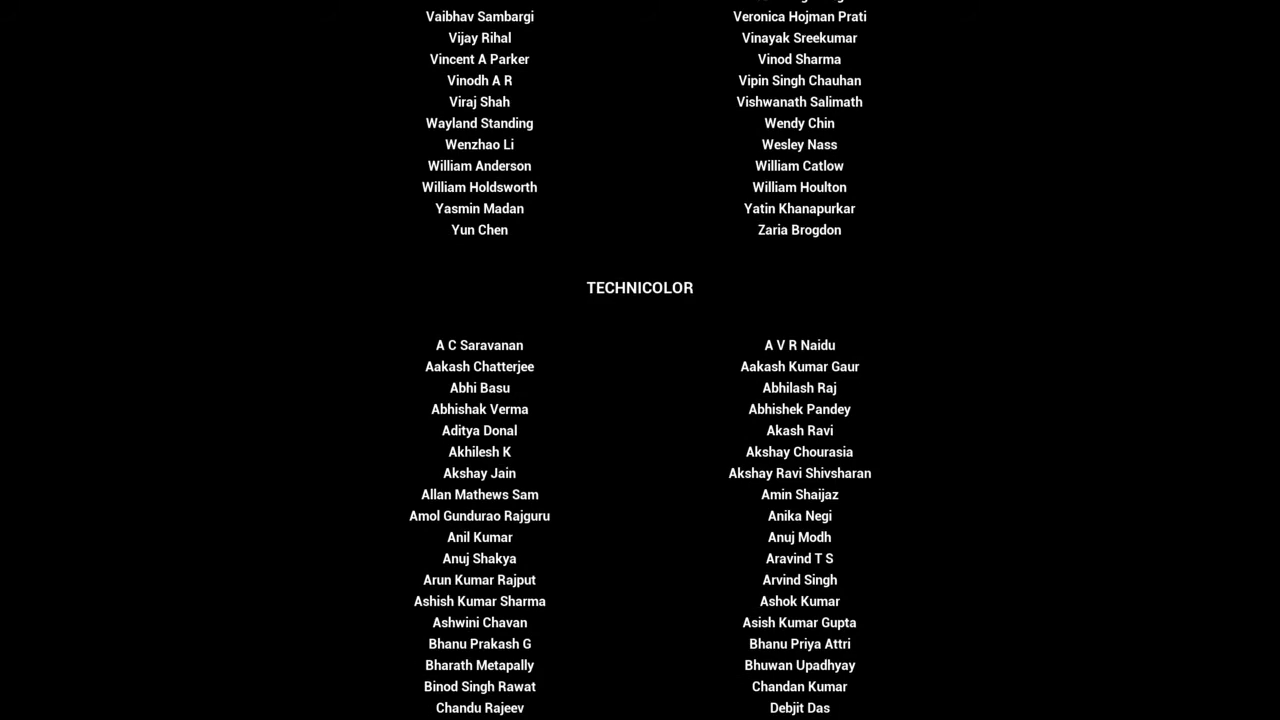 Vaibhav Sambargi Veronica Hojman Prati
Vijay Rihal Vinayak Sreekumar
Vincent A Parker Vinod Sharma
Vinodh A R Vipin Singh Chauhan
Viraj Shah Vishwanath Salimath
Wayland Standing Wendy Chin
Wenzhao Li Wesley Nass
William Anderson William Catlow
William Holdsworth William Houlton
Yasmin Madan Yatin Khanapurkar
Yun Chen Zaria Brogdon
TECHNICOLOR
A C Saravanan A V R Naidu
Aakash Chatterjee Aakash Kumar Gaur
Abhi Basu Abhilash Raj
Abhishak Verma Abhishek Pandey
Aditya Donal Akash Ravi
Akhilesh K Akshay Chourasia
Akshay Jain Akshay Ravi Shivsharan
Allan Mathews Sam Amin Shaijaz
Amol Gundurao Rajguru Anika Negi
Anil Kumar Anuj Modh
Anuj Shakya Aravind T S
Arun Kumar Rajput Arvind Singh
Ashish Kumar Sharma Ashok Kumar
Ashwini Chavan Asish Kumar Gupta
Bhanu Prakash G Bhanu Priya Attri
Bharath Metapally Bhuwan Upadhyay
Binod Singh Rawat Chandan Kumar
Chandu Rajeev Debjit Das